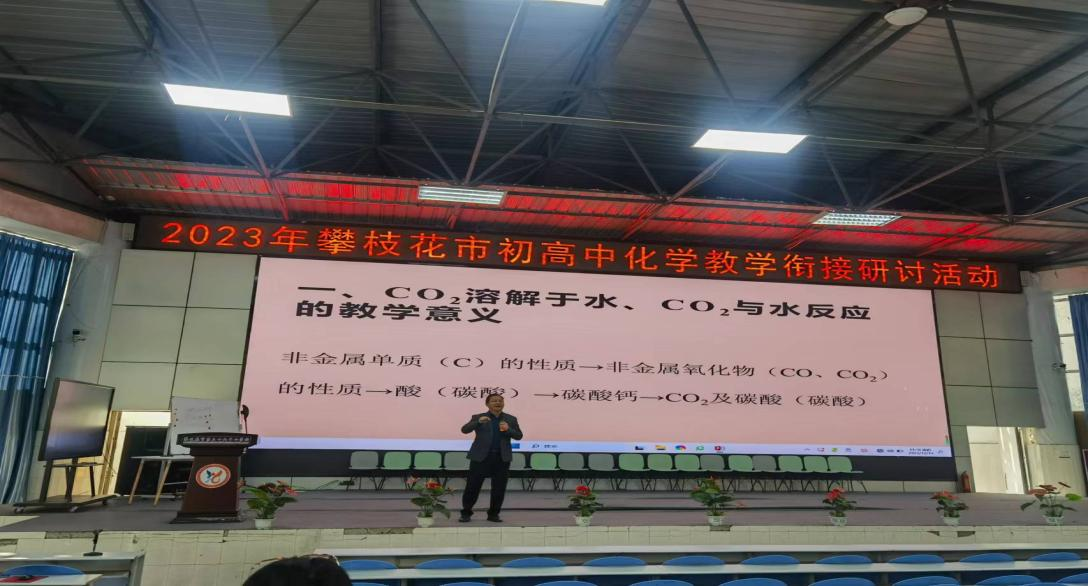 2023年攀枝花市初高中化学教学衔接研讨活动
一、CO₂溶解于水、CO₂与水反应
的教学意义
非金属单质（C）的性质→非金属氧化物（CO、CO₂）
的性质→酸（碳酸）→碳酸钙→CO₂及碳酸（碳酸）